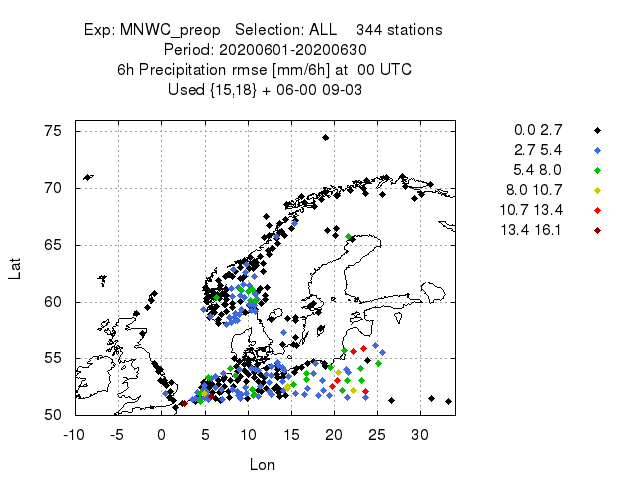 Exp: MNWC_preop   Selection: ALL    344 stations
Period: 20200601-20200630
6h Precipitation rmse [mm/6h] at  00 UTC
Used {15,18} + 06-00 09-03
0.0 2.7
2.7 5.4
5.4 8.0
8.0 10.7
10.7 13.4
13.4 16.1
75
70
65
60
55
50
Lat
-10 -5 0 5 10 15 20 25 30
Lon